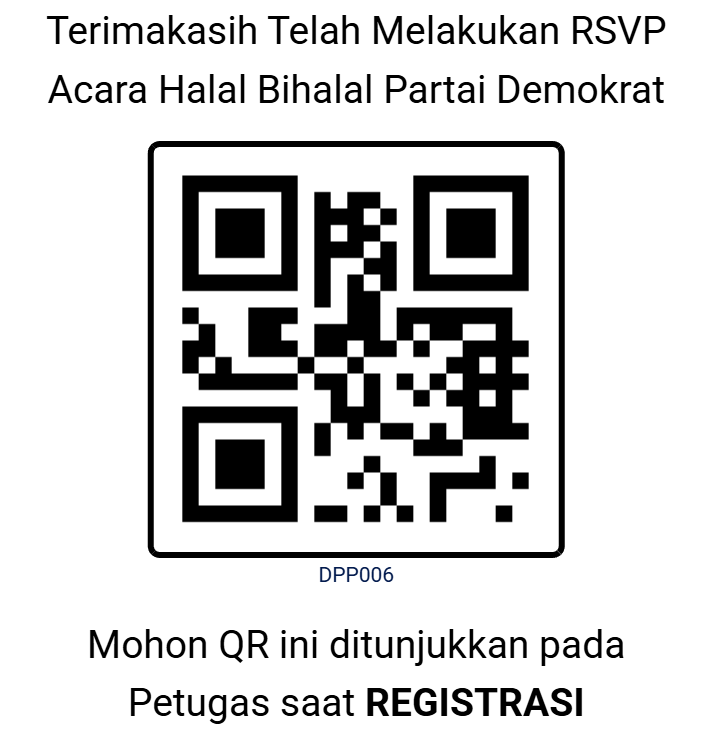 Terimakasih Telah Melakukan RSVP
Acara Halal Bihalal Partai Demokrat
DPP006
Mohon QR ini ditunjukkan pada
Petugas saat REGISTRASI